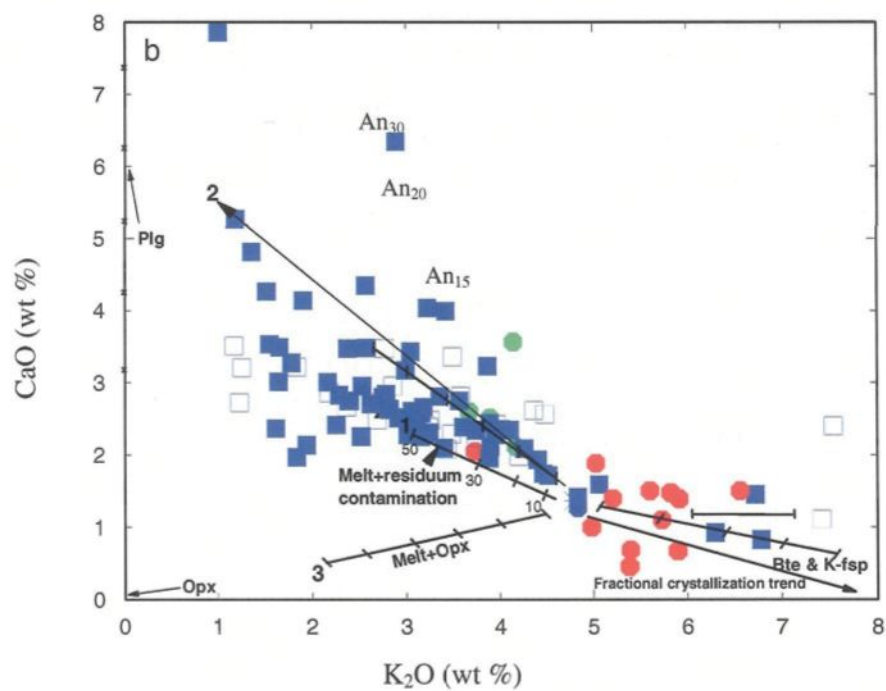 b
8
7
6
5
4
3
2
1
0
CaO (wt %)
An₃₀
An₂₀
An₁₅
2
Plg
1
50
Melt+residuum
contamination
30
10
3
Melt+Opx
Opx
Bte & K-fsp
Fractional crystallization trend
0 1 2 3 4 5 6 7 8
K₂O (wt %)